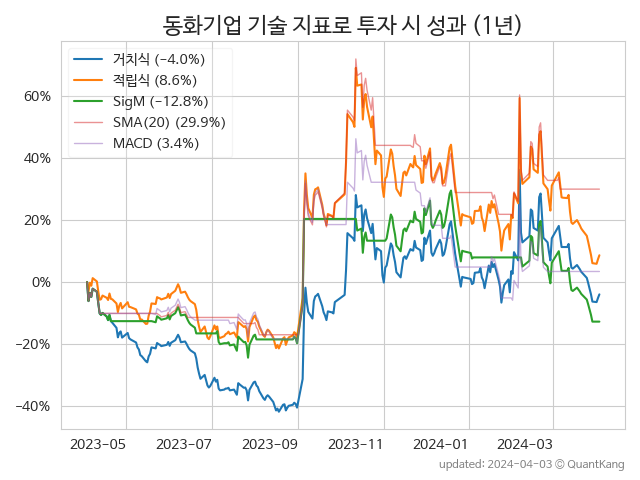 동화기업 기술 지표로 투자 시 성과 (1년)
거치식 (−4.0%)
적립식 (8.6%)
SigM (−12.8%)
SMA(20) (29.9%)
MACD (3.4%)
60%
40%
20%
0%
−20%
−40%
2023-05 2023-07 2023-09 2023-11 2024-01 2024-03
updated: 2024-04-03 ⓒ QuantKang